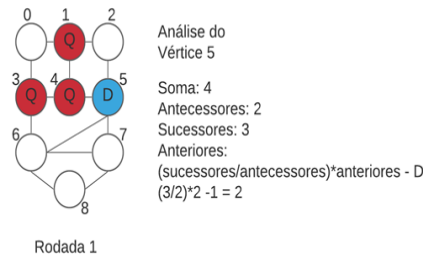 0 1 2
Q
3 4 5
Q Q D
6 7
8
Rodada 1
Análise do
Vértice 5
Soma: 4
Antecessores: 2
Sucessores: 3
Anteriores:
(sucessores/antecessores)*anteriores - D
(3/2)*2 -1 = 2